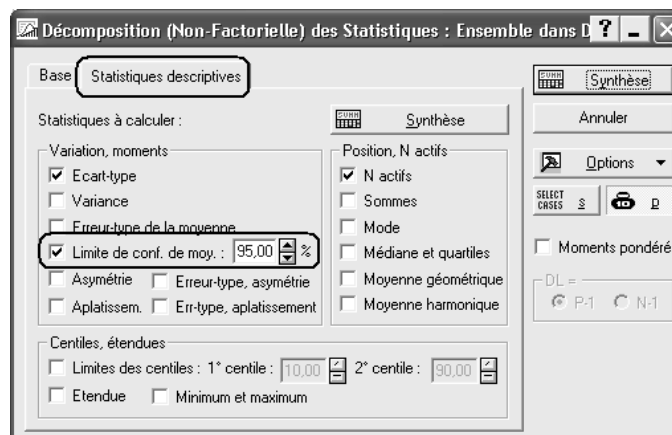 Décomposition (Non-Factorielle) des Statistiques : Ensemble dans D
Base
Statistiques descriptives
Statistiques à calculer :
Synthèse
Variation, moments
Ecart-type
Variance
Erreur-type de la moyenne
Limite de conf. de moy. : 95,00 %
Asymétrie
Erreur-type, asymétrie
Aplatissem.
Err-type, aplatissement
Position, N actifs
N actifs
Sommes
Mode
Médiane et quartiles
Moyenne géométrique
Moyenne harmonique
Centiles, étendues
Limites des centiles : 1° centile : 10,00 2° centile : 90,00
Etendue
Minimum et maximum
SUMM Synthèse
Annuler
Options
SELECT CASES S D
Moments pondéré
DL =
P-1 N-1